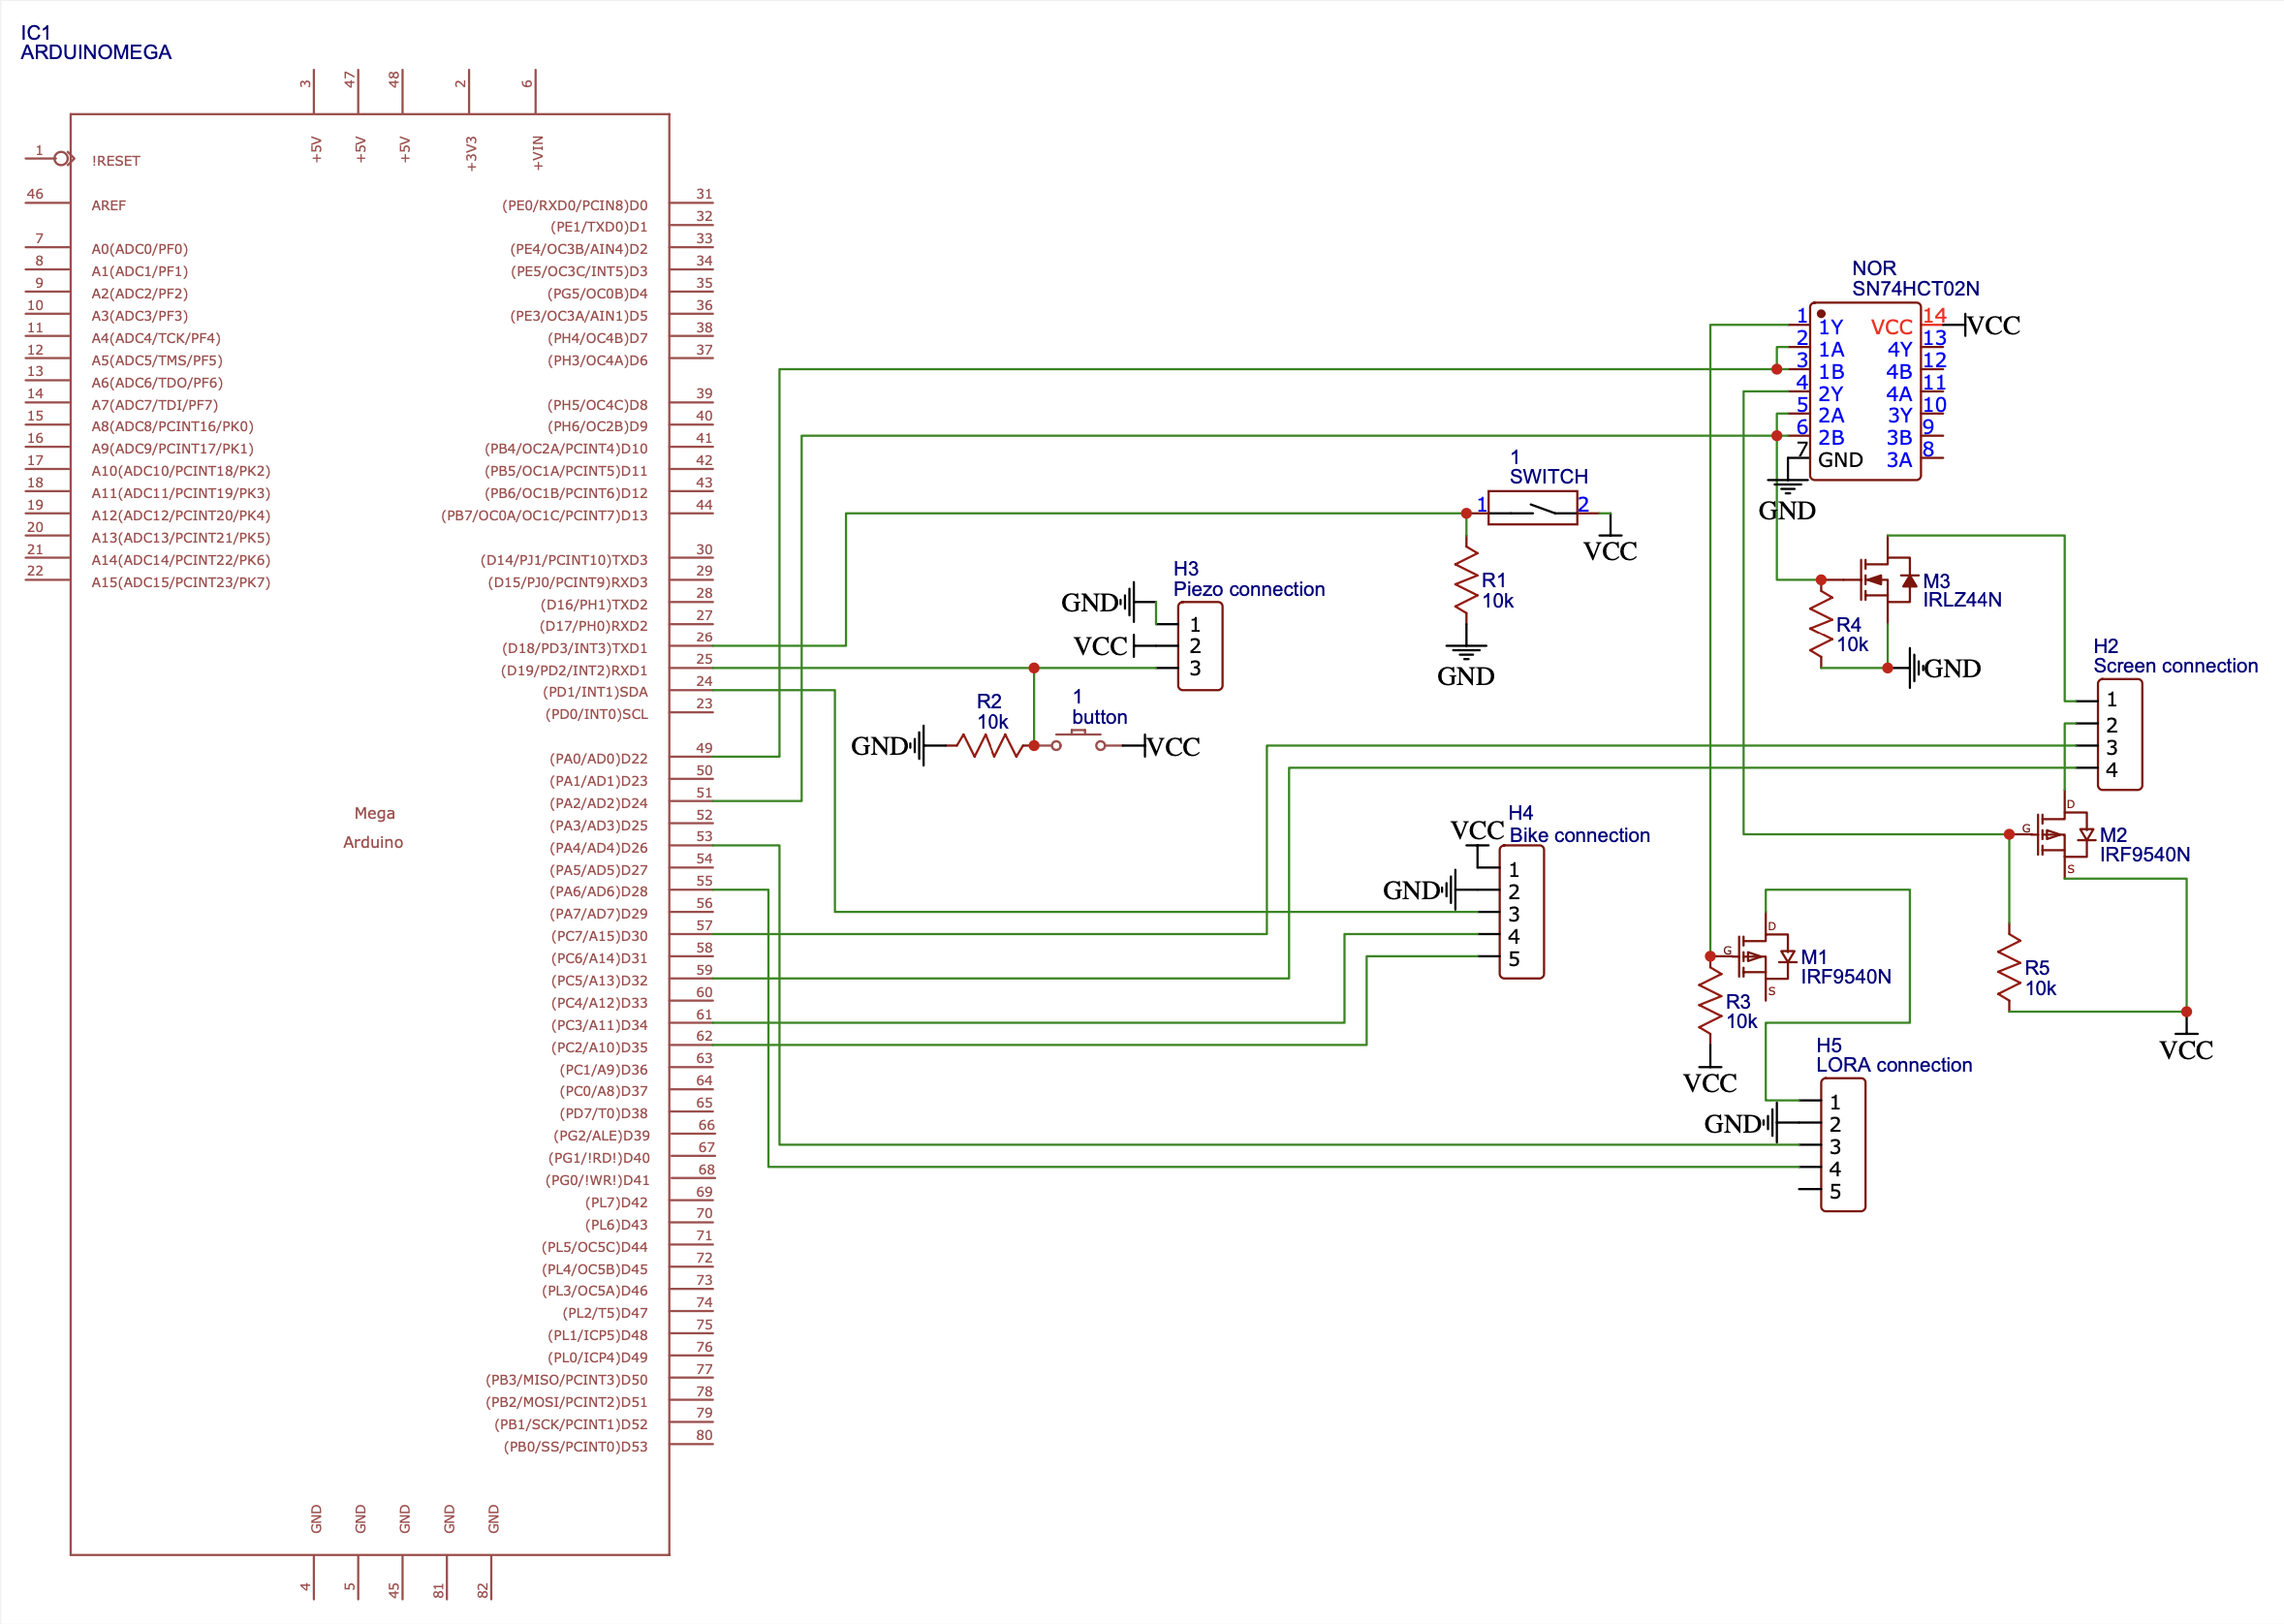 IC1
ARDUINOMEGA
3
47
48
2
6
+5V
+5V
+5V
+3V3
+VIN
1
!RESET
46
AREF
7
A0(ADC0/PF0)
8
A1(ADC1/PF1)
9
A2(ADC2/PF2)
10
A3(ADC3/PF3)
11
A4(ADC4/TCK/PF4)
12
A5(ADC5/TMS/PF5)
13
A6(ADC6/TDO/PF6)
14
A7(ADC7/TDI/PF7)
15
A8(ADC8/PCINT16/PK0)
16
A9(ADC9/PCINT17/PK1)
17
A10(ADC10/PCINT18/PK2)
18
A11(ADC11/PCINT19/PK3)
19
A12(ADC12/PCINT20/PK4)
20
A13(ADC13/PCINT21/PK5)
21
A14(ADC14/PCINT22/PK6)
22
A15(ADC15/PCINT23/PK7)
(PE0/RXD0/PCIN8)D0
31
(PE1/TXD0)D1
32
(PE4/OC3B/AIN4)D2
33
(PE5/OC3C/INT5)D3
34
(PG5/OC0B)D4
35
(PE3/OC3A/AIN1)D5
36
(PH4/OC4B)D7
38
(PH3/OC4A)D6
37
(PH5/OC4C)D8
39
(PH6/OC2B)D9
40
(PB4/OC2A/PCINT4)D10
41
(PB5/OC1A/PCINT5)D11
42
(PB6/OC1B/PCINT6)D12
43
(PB7/OC0A/OC1C/PCINT7)D13
44
(D14/PJ1/PCINT10)TXD3
30
(D15/PJ0/PCINT9)RXD3
29
(D16/PH1)TXD2
28
(D17/PH0)RXD2
27
(D18/PD3/INT3)TXD1
26
(D19/PD2/INT2)RXD1
25
(PD1/INT1)SDA
24
(PD0/INT0)SCL
23
(PA0/AD0)D22
49
(PA1/AD1)D23
50
(PA2/AD2)D24
51
(PA3/AD3)D25
52
(PA4/AD4)D26
53
(PA5/AD5)D27
54
(PA6/AD6)D28
55
(PA7/AD7)D29
56
(PC7/A15)D30
57
(PC6/A14)D31
58
(PC5/A13)D32
59
(PC4/A12)D33
60
(PC3/A11)D34
61
(PC2/A10)D35
62
(PC1/A9)D36
63
(PC0/A8)D37
64
(PD7/T0)D38
65
(PG2/ALE)D39
66
(PG1/!RD!)D40
67
(PG0/!WR!)D41
68
(PL7)D42
69
(PL6)D43
70
(PL5/OC5C)D44
71
(PL4/OC5B)D45
72
(PL3/OC5A)D46
73
(PL2/T5)D47
74
(PL1/ICP5)D48
75
(PL0/ICP4)D49
76
(PB3/MISO/PCINT3)D50
77
(PB2/MOSI/PCINT2)D51
78
(PB1/SCK/PCINT1)D52
79
(PB0/SS/PCINT0)D53
80
Mega
Arduino
GND
GND
GND
GND
GND
4
5
45
81
82
NOR
SN74HCT02N
1 1Y VCC 14 VCC
2 1A 4Y 13
3 1B 4B 12
4 2Y 4A 11
5 2A 3Y 10
6 2B 3B 9
7 GND 3A 8
GND
1
SWITCH
1 2
VCC
R1
10k
GND
H3
Piezo connection
GND
1
VCC
2
3
R2
10k
GND
1
button
VCC
M3
IRLZ44N
R4
10k
GND
H2
Screen connection
1
2
3
4
D
G
S
M2
IRF9540N
R5
10k
VCC
H4
Bike connection
VCC
1
GND
2
3
4
5
D
G
S
M1
IRF9540N
R3
10k
VCC
H5
LORA connection
1
GND
2
3
4
5